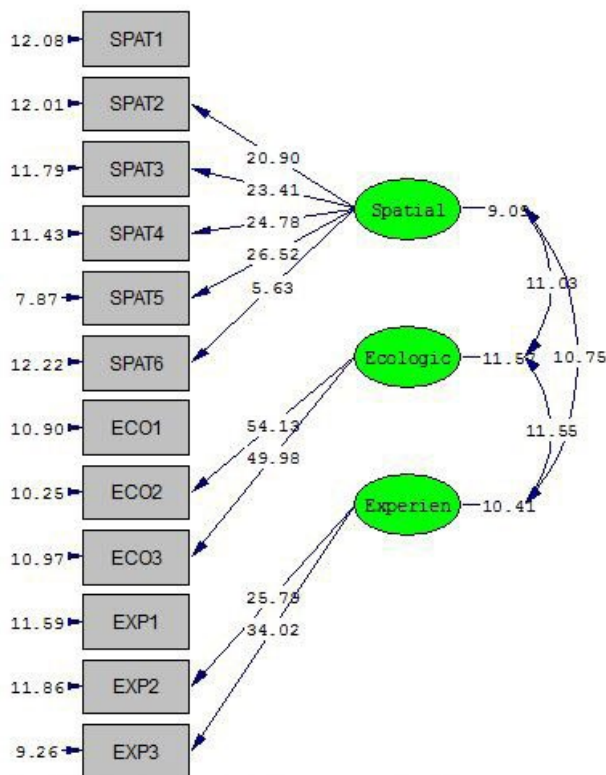 12.08 SPAT1
12.01 SPAT2
20.90
11.79 SPAT3
23.41
Spatial 9.09
11.43 SPAT4
24.78
26.52
7.87 SPAT5
5.63
11.03
12.22 SPAT6
Ecologic 11.57 10.75
10.90 ECO1
54.13
11.55
49.98
10.25 ECO2
Experien 10.41
10.97 ECO3
11.59 EXP1
25.79
34.02
11.86 EXP2
9.26 EXP3